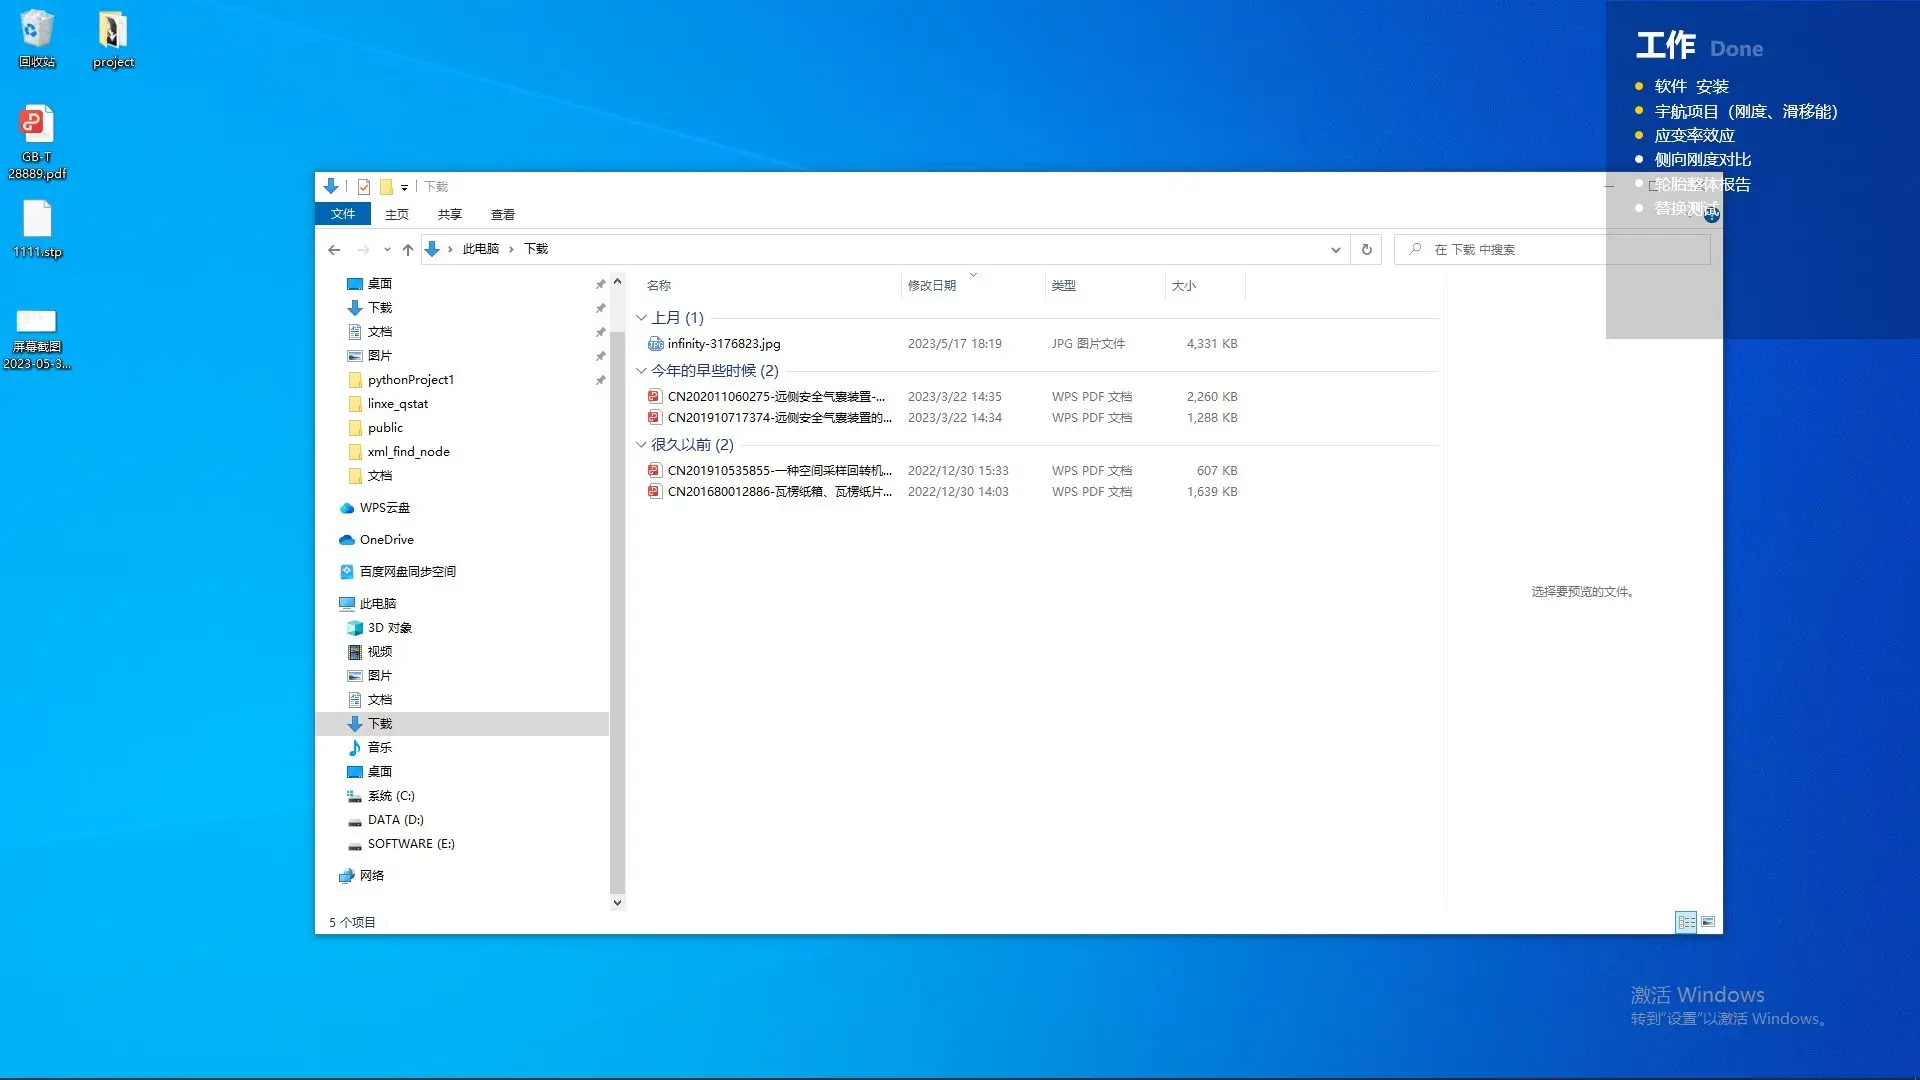 回收站
project
GB-T
28889.pdf
1111.stp
屏幕截图
2023-05-3...
工作 Done
软件 安装
宇航项目（刚度、滑移能）
应变率效应
侧向刚度对比
轮胎整体报告
替换测试
下载
文件 主页 共享 查看
此电脑 下载
在 下载 中搜索
桌面
下载
文档
图片
pythonProject1
linxe_qstat
public
xml_find_node
文档
WPS云盘
OneDrive
百度网盘同步空间
此电脑
3D 对象
视频
图片
文档
下载
音乐
桌面
系统 (C:)
DATA (D:)
SOFTWARE (E:)
网络
名称 修改日期 类型 大小
上月 (1)
infinity-3176823.jpg 2023/5/17 18:19 JPG 图片文件 4,331 KB
今年的早些时候 (2)
CN202011060275-远侧安全气囊装置-... 2023/3/22 14:35 WPS PDF 文档 2,260 KB
CN201910717374-远侧安全气囊装置的... 2023/3/22 14:34 WPS PDF 文档 1,288 KB
很久以前 (2)
CN201910535855-一种空间采样回转机... 2022/12/30 15:33 WPS PDF 文档 607 KB
CN201680012886-瓦楞纸箱、瓦楞纸片... 2022/12/30 14:03 WPS PDF 文档 1,639 KB
选择要预览的文件。
5 个项目
激活 Windows
转到"设置"以激活 Windows。